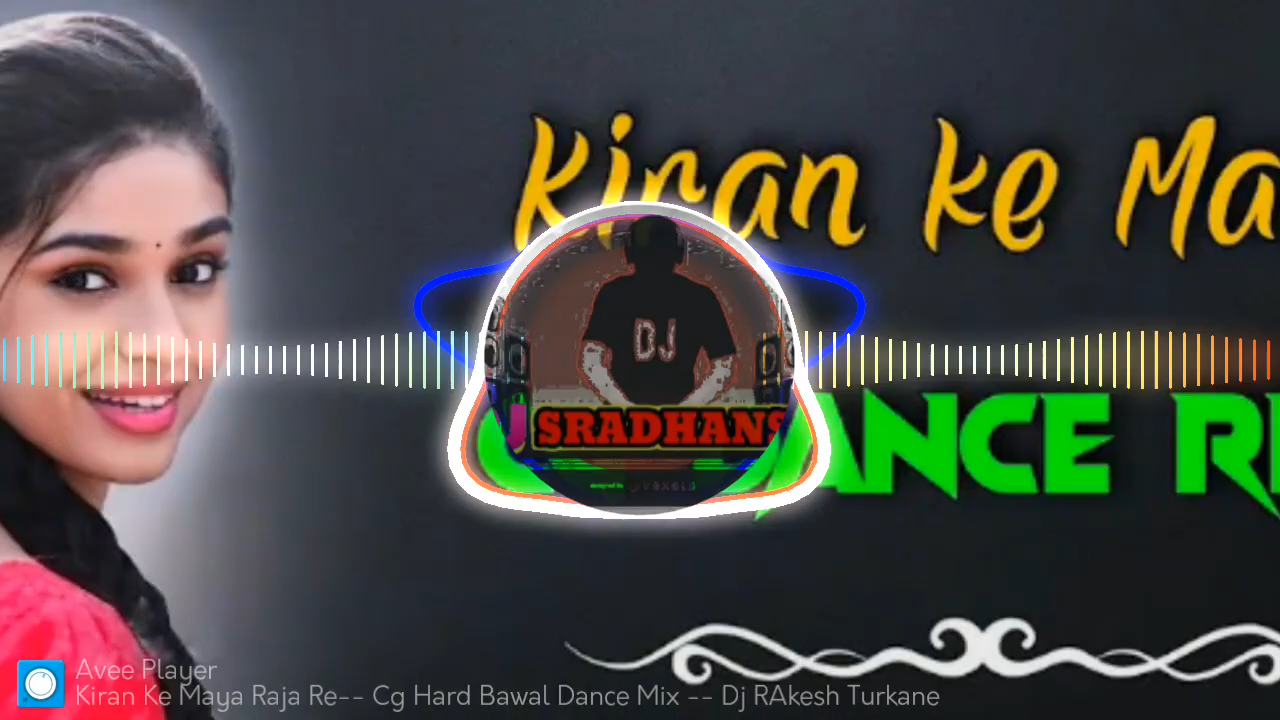 Kiran ke Ma
DJ
SRADHANS
ANCE
Avee Player
Kiran Ke Maya Raja Re-- Cg Hard Bawal Dance Mix -- Dj RAkesh Turkane